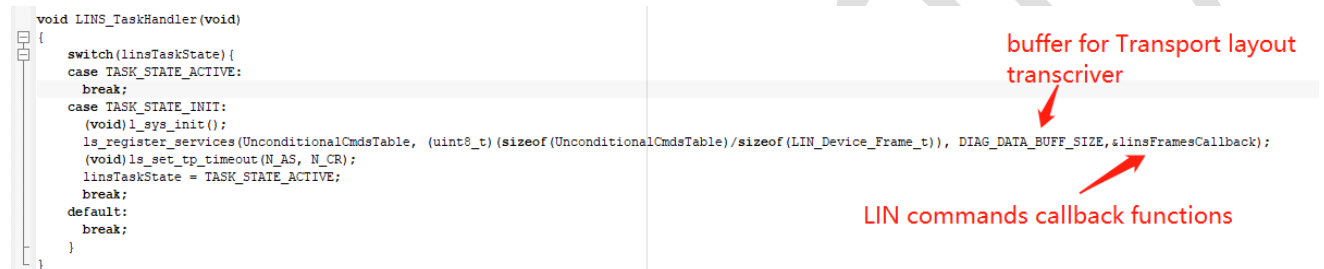 void LINS_TaskHandler(void)
{
switch(linsTaskState){
case TASK_STATE_ACTIVE:
break;
case TASK_STATE_INIT:
(void)l_sys_init();
ls_register_services(UnconditionalCmdsTable, (uint8_t)(sizeof(UnconditionalCmdsTable)/sizeof(LIN_Device_Frame_t)), DIAG_DATA_BUFF_SIZE,&linsFramesCallback);
(void)ls_set_tp_timeout(N_AS, N_CR);
linsTaskState = TASK_STATE_ACTIVE;
break;
default:
break;
}
}
buffer for Transport layout
transcriver
LIN commands callback functions